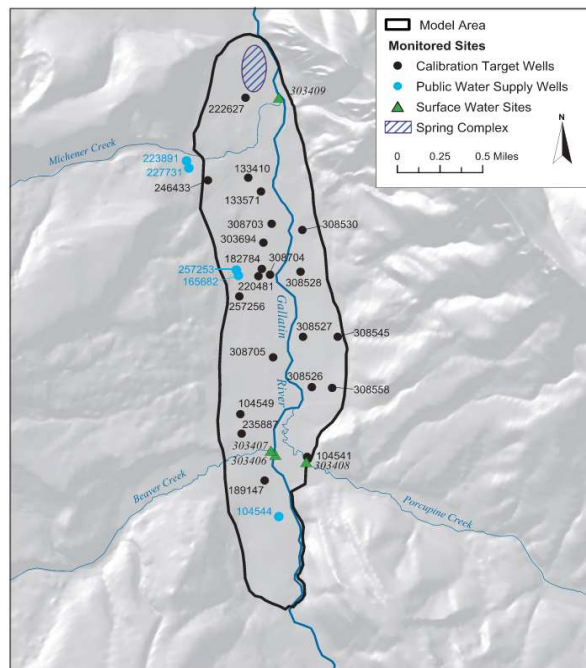 Model Area
Monitored Sites
Calibration Target Wells
Public Water Supply Wells
Surface Water Sites
Spring Complex
0 0.5 Miles
N
303409
222627
Michener Creek
223891
227731
133410
246433
133571
308703
308530
303694
182784
308704
257253
165682
220481
308528
257256
Gallatin
308527
308545
308705
308526
308558
River
104549
235887
303407
104541
303406
303408
Beaver Creek
189147
Porcupine Creek
104544